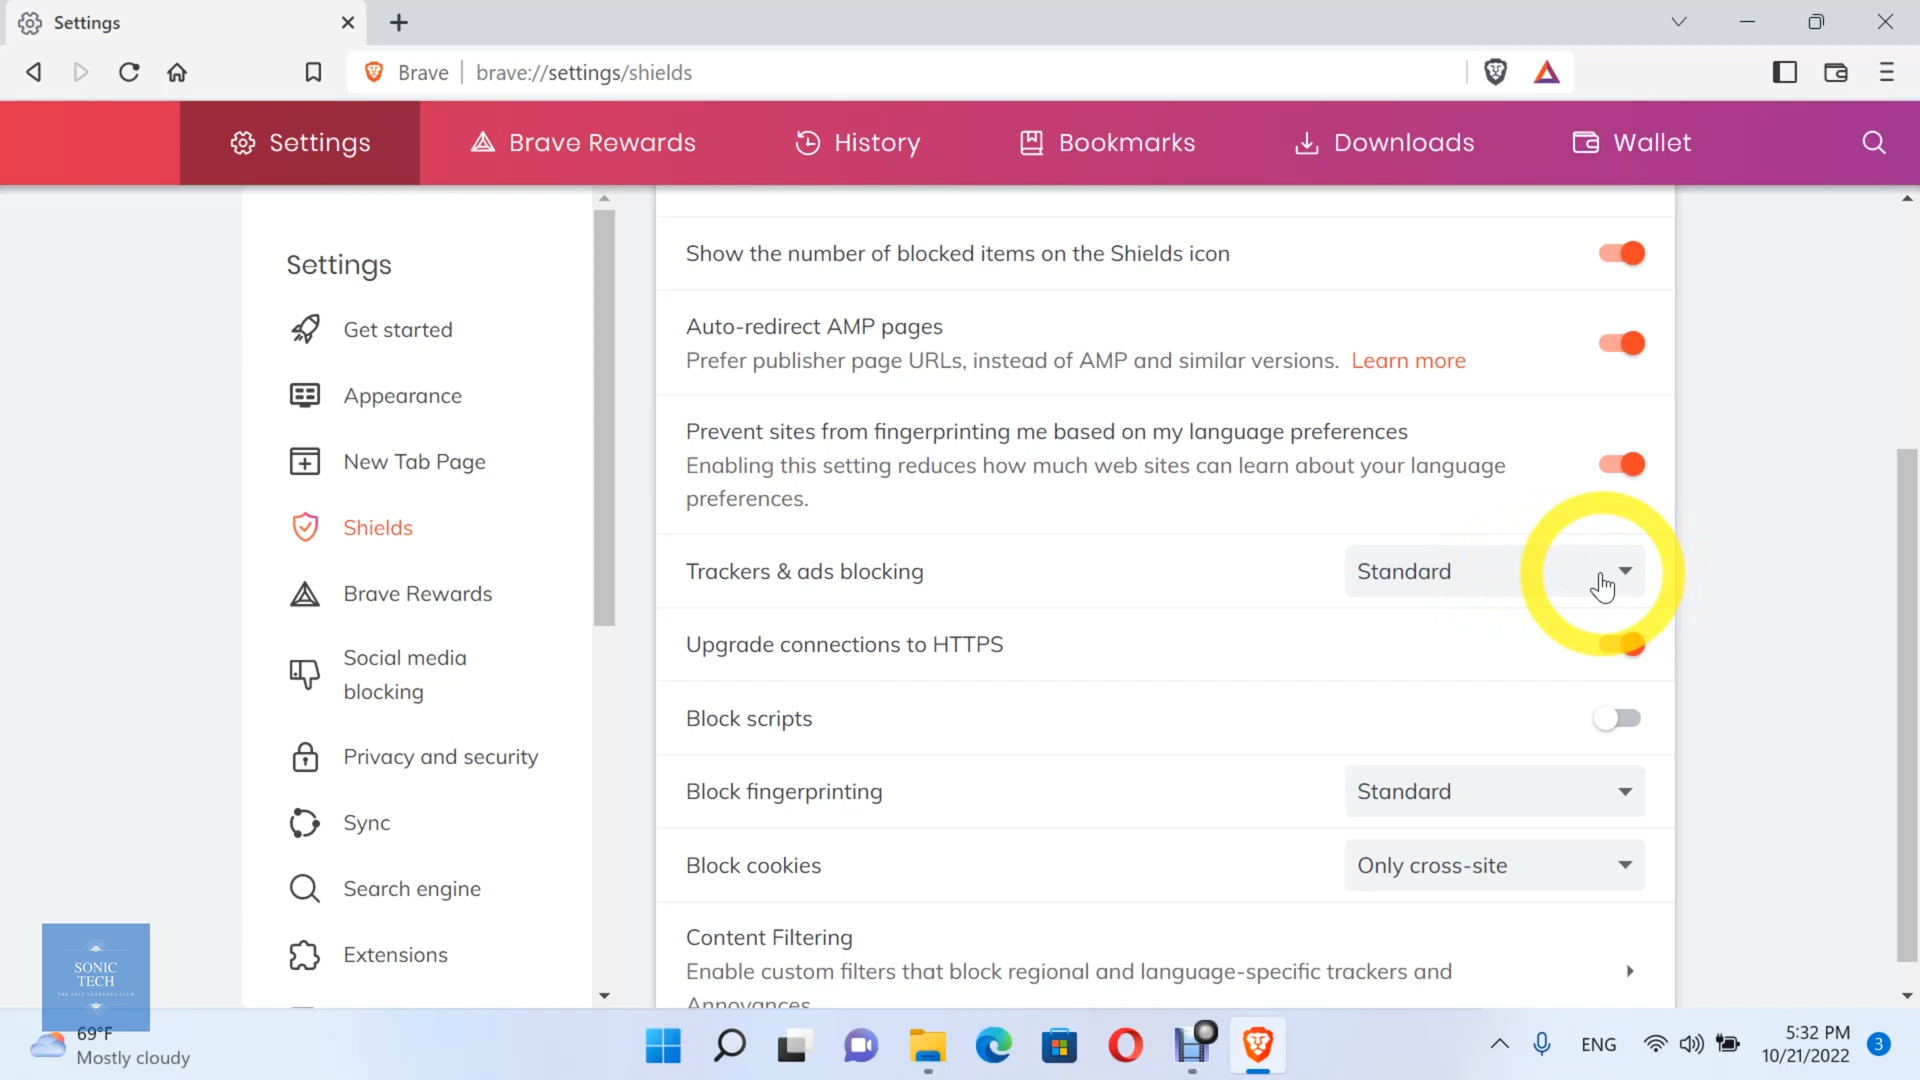 Settings
Brave
brave://settings/shields
Settings
Brave Rewards
History
Bookmarks
Downloads
Wallet
Settings
Get started
Appearance
New Tab Page
Shields
Brave Rewards
Social media
blocking
Privacy and security
Sync
Search engine
Extensions
Show the number of blocked items on the Shields icon
Auto-redirect AMP pages
Prefer publisher page URLs, instead of AMP and similar versions. Learn more
Prevent sites from fingerprinting me based on my language preferences
Enabling this setting reduces how much web sites can learn about your language
preferences.
Trackers & ads blocking
Standard
Upgrade connections to HTTPS
Block scripts
Block fingerprinting
Standard
Block cookies
Only cross-site
Content Filtering
Enable custom filters that block regional and language-specific trackers and
Annoyances
SONIC
TECH
69°F
Mostly cloudy
ENG
5:32 PM
10/21/2022
3